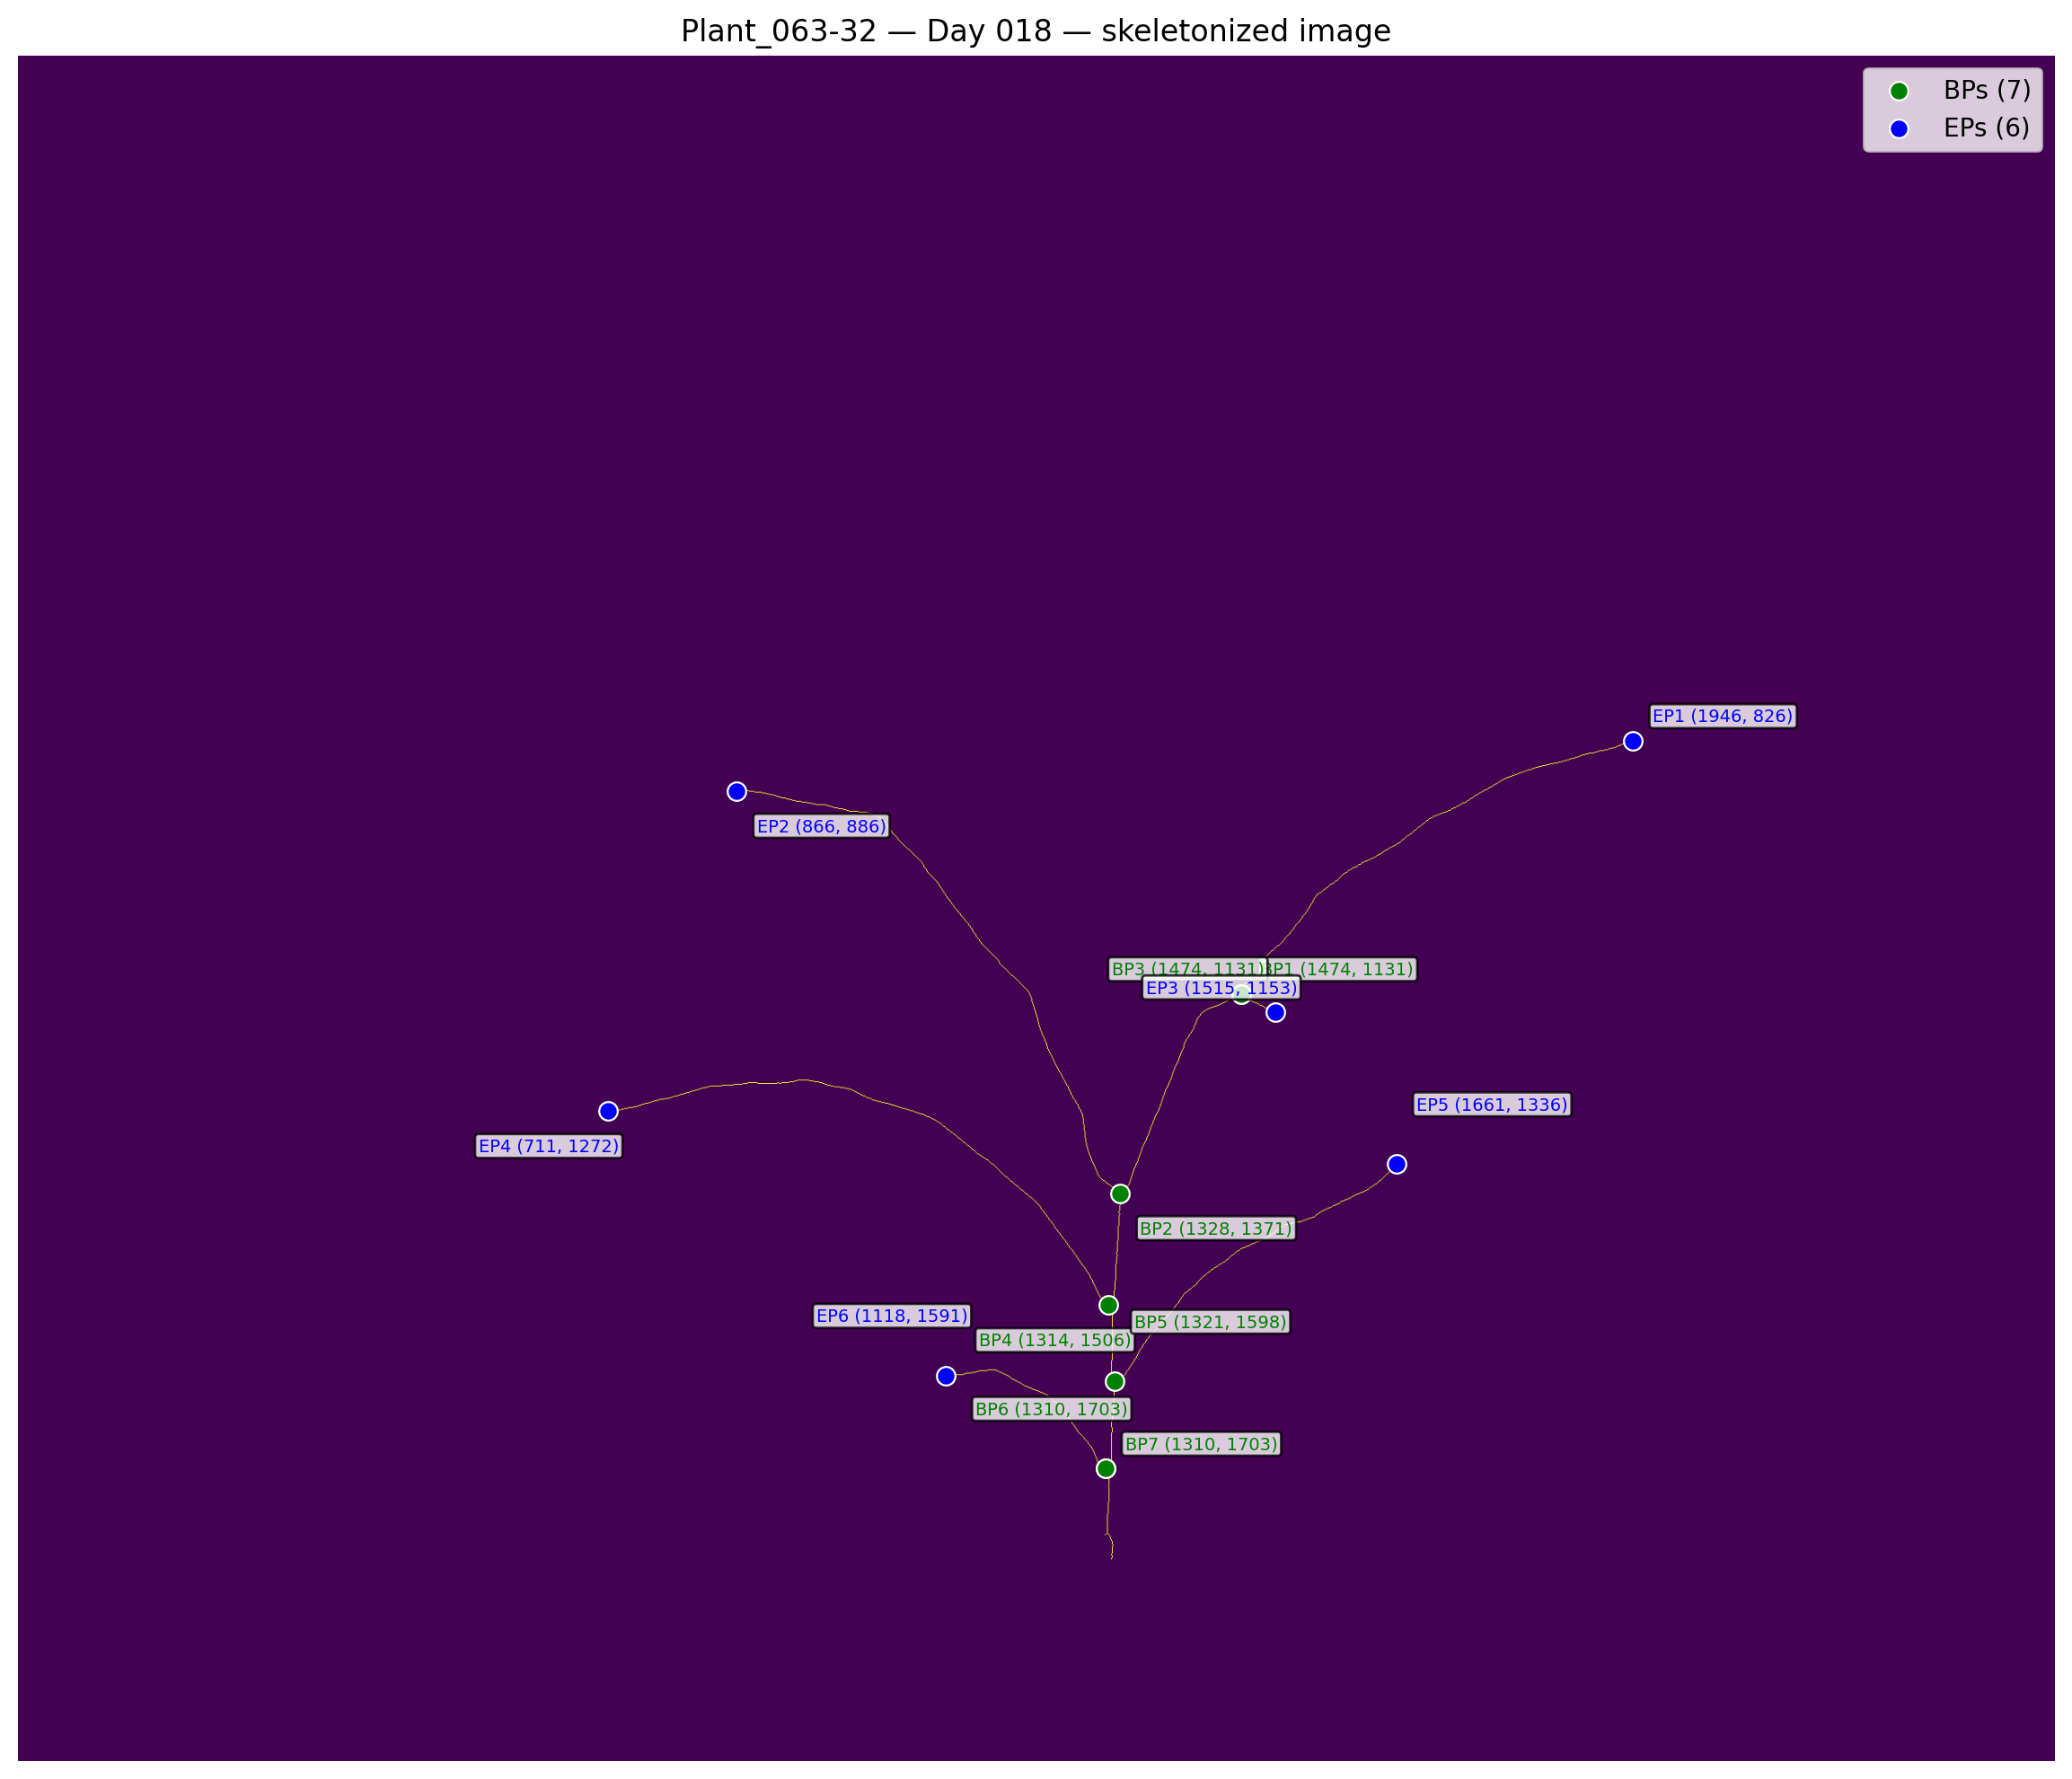 Plant_063-32 — Day 018 — skeletonized image
BPs (7)
EPs (6)
EP1 (1946, 826)
EP2 (866, 886)
BP3 (1474, 1131)
BP1 (1474, 1131)
EP3 (1515, 1153)
EP5 (1661, 1336)
EP4 (711, 1272)
BP2 (1328, 1371)
EP6 (1118, 1591)
BP5 (1321, 1598)
BP4 (1314, 1506)
BP6 (1310, 1703)
BP7 (1310, 1703)